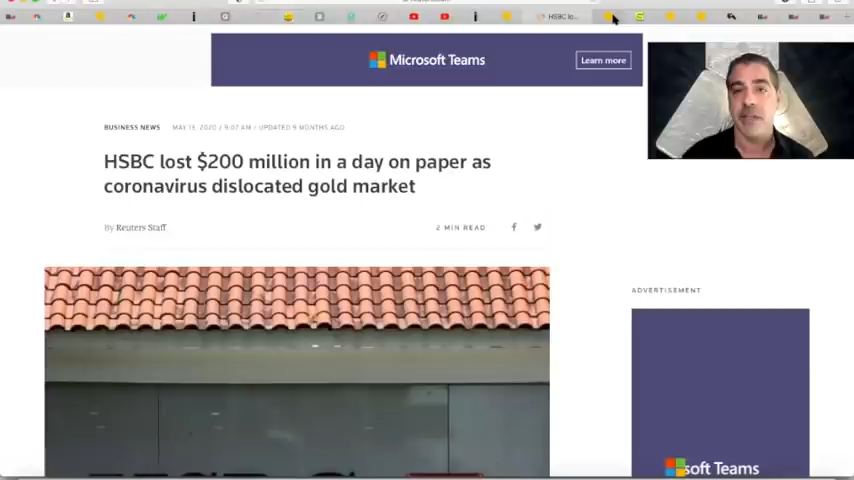 HSBC lo...
Microsoft Teams
Learn more
BUSINESS NEWS MAY 13, 2020 / 9:07 AM / UPDATED 9 MONTHS AGO
HSBC lost $200 million in a day on paper as
coronavirus dislocated gold market
By Reuters Staff
2 MIN READ
ADVERTISEMENT
soft Teams